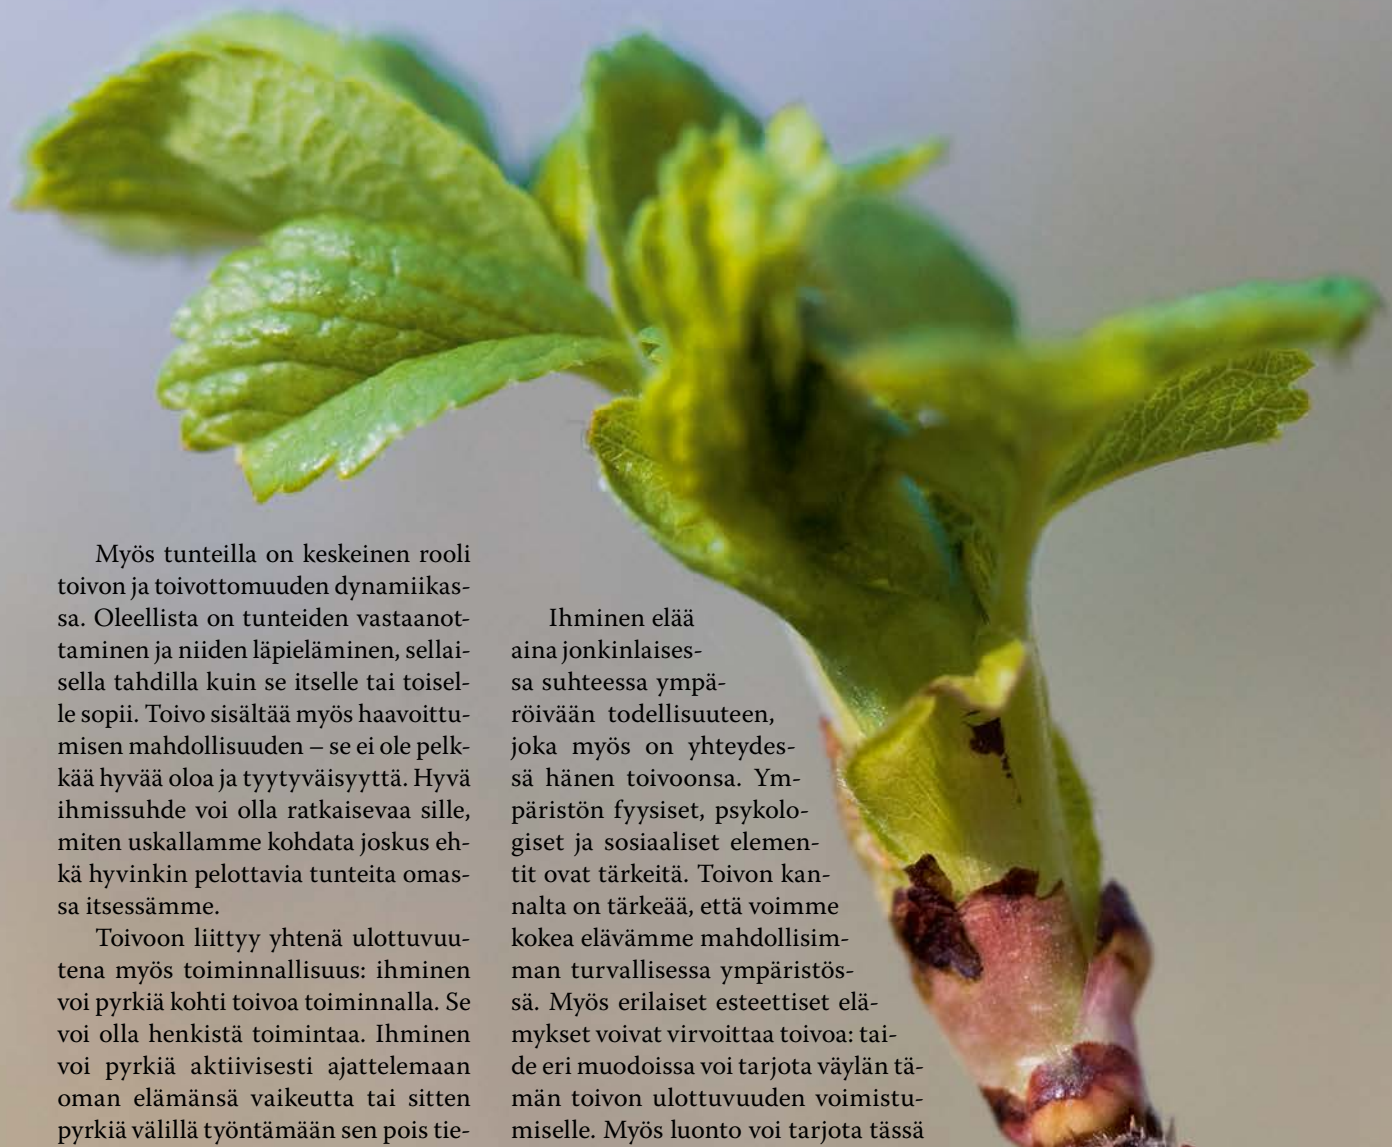 Myös tunteilla on keskeinen rooli
toivon ja toivottomuuden dynamiikas-
sa. Oleellista on tunteiden vastaanot-
taminen ja niiden läpieläminen, sellai-
sella tahdilla kuin se itselle tai toisel-
le sopii. Toivo sisältää myös haavoittu-
misen mahdollisuuden – se ei ole pelk-
kää hyvää oloa ja tyytyväisyyttä. Hyvä
ihmissuhde voi olla ratkaisevaa sille,
miten uskallamme kohdata joskus eh-
kä hyvinkin pelottavia tunteita omas-
sa itsessämme.
Toivoon liittyy yhtenä ulottuvuu-
tena myös toiminnallisuus: ihminen
voi pyrkiä kohti toivoa toiminnalla. Se
voi olla henkistä toimintaa. Ihminen
voi pyrkiä aktiivisesti ajattelemaan
oman elämänsä vaikeutta tai sitten
pyrkiä välillä työntämään sen pois tie-
Ihminen elää
aina jonkinlaises-
sa suhteessa ympä-
röivään todellisuuteen,
joka myös on yhteydes-
sä hänen toivoonsa. Ym-
päristön fyysiset, psykolo-
giset ja sosiaaliset elemen-
tit ovat tärkeitä. Toivon kan-
nalta on tärkeää, että voimme
kokea elävämme mahdollisim-
man turvallisessa ympäristös-
sä. Myös erilaiset esteettiset elä-
mykset voivat virvoittaa toivoa: tai-
de eri muodoissa voi tarjota väylän tä-
män toivon ulottuvuuden voimistu-
miselle. Myös luonto voi tarjota tässä